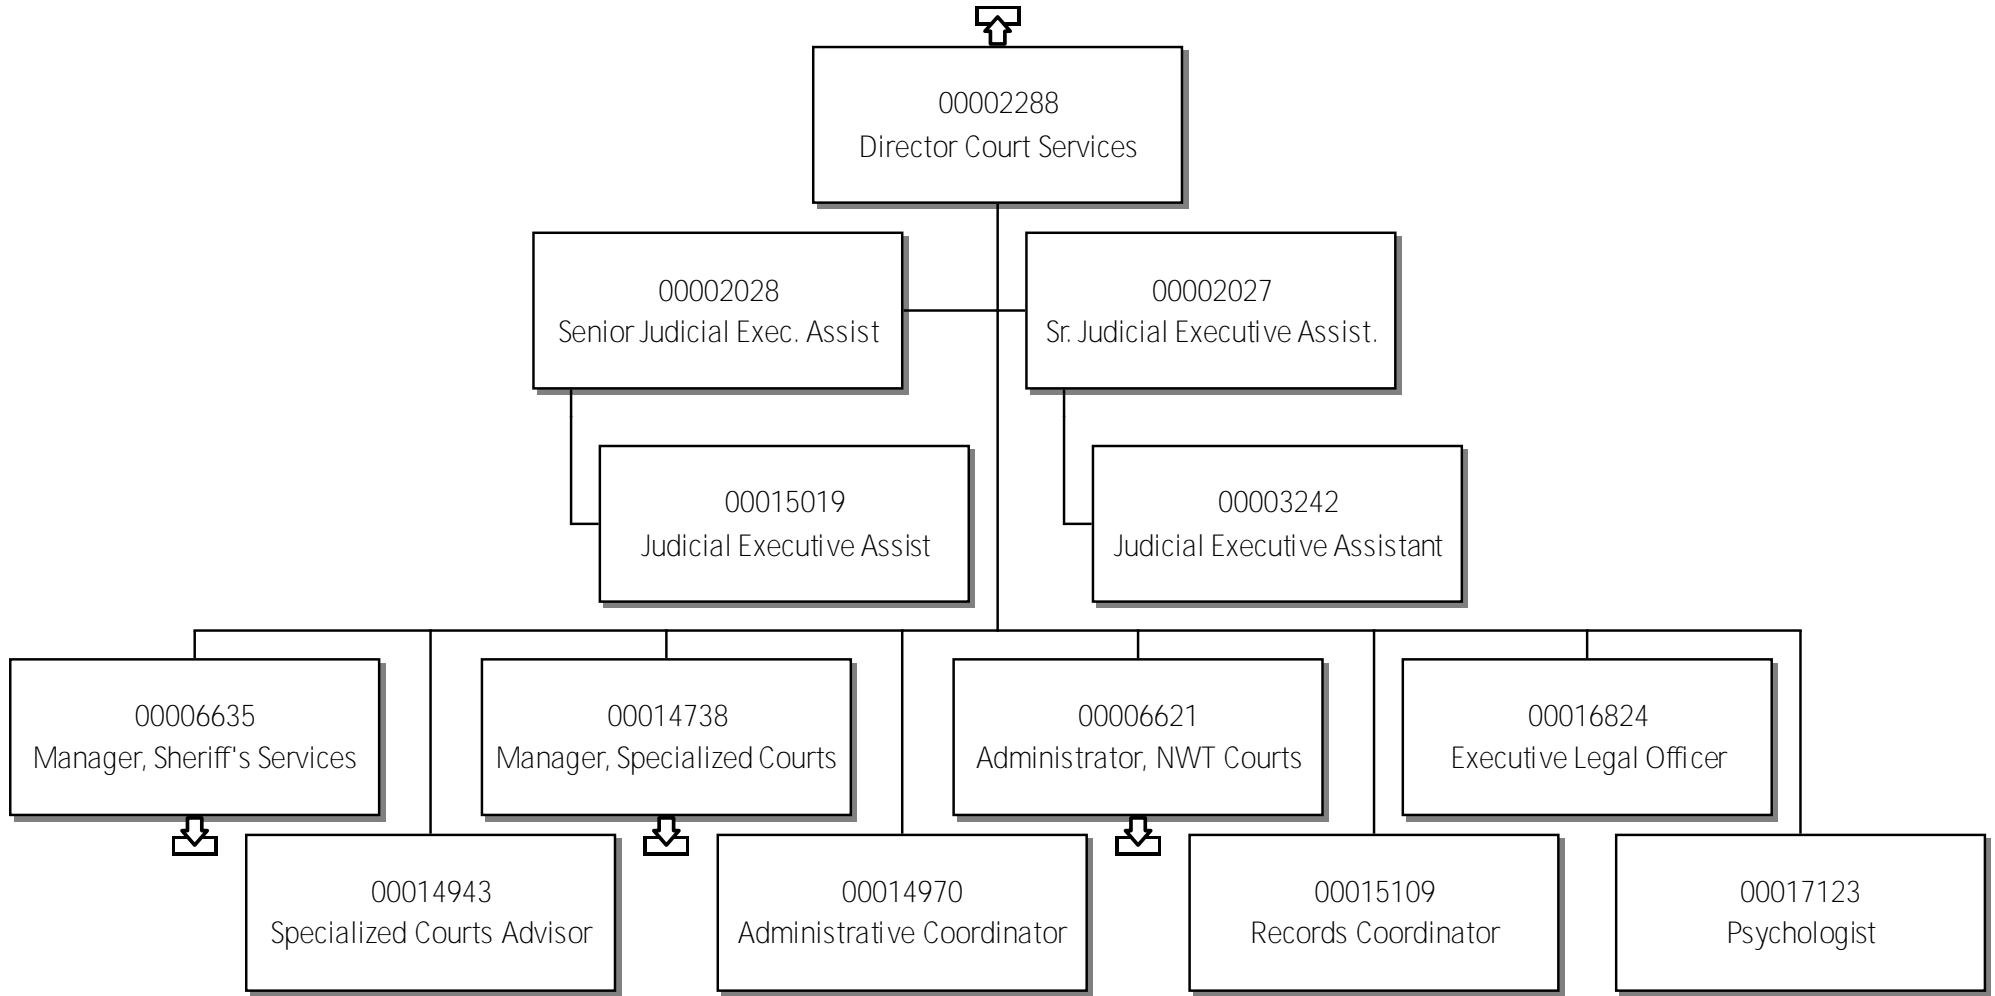 00002288
Director Court Services
00002028
Senior Judicial Exec. Assist
00002027
Sr. Judicial Executive Assist.
00015019
Judicial Executive Assist
00003242
Judicial Executive Assistant
00006635
Manager, Sheriff's Services
00014738
Manager, Specialized Courts
00006621
Administrator, NWT Courts
00016824
Executive Legal Officer
00014943
Specialized Courts Advisor
00014970
Administrative Coordinator
00015109
Records Coordinator
00017123
Psychologist